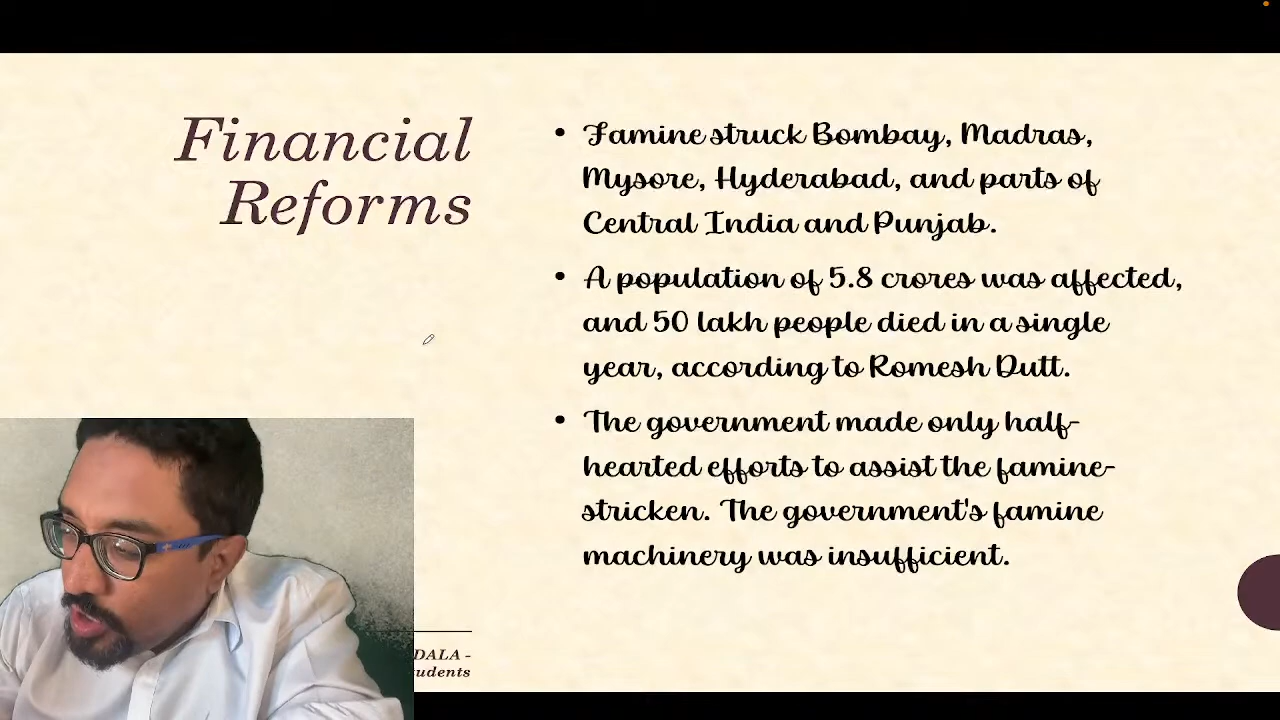 Financial
Reforms
• Famine struck Bombay, Madras,
Mysore, Hyderabad, and parts of
Central India and Punjab.
• A population of 5.8 crores was affected,
and 50 lakh people died in a single
year, according to Romesh Dutt.
• The government made only half-
hearted efforts to assist the famine-
stricken. The government's famine
machinery was insufficient.
DALA -
udents